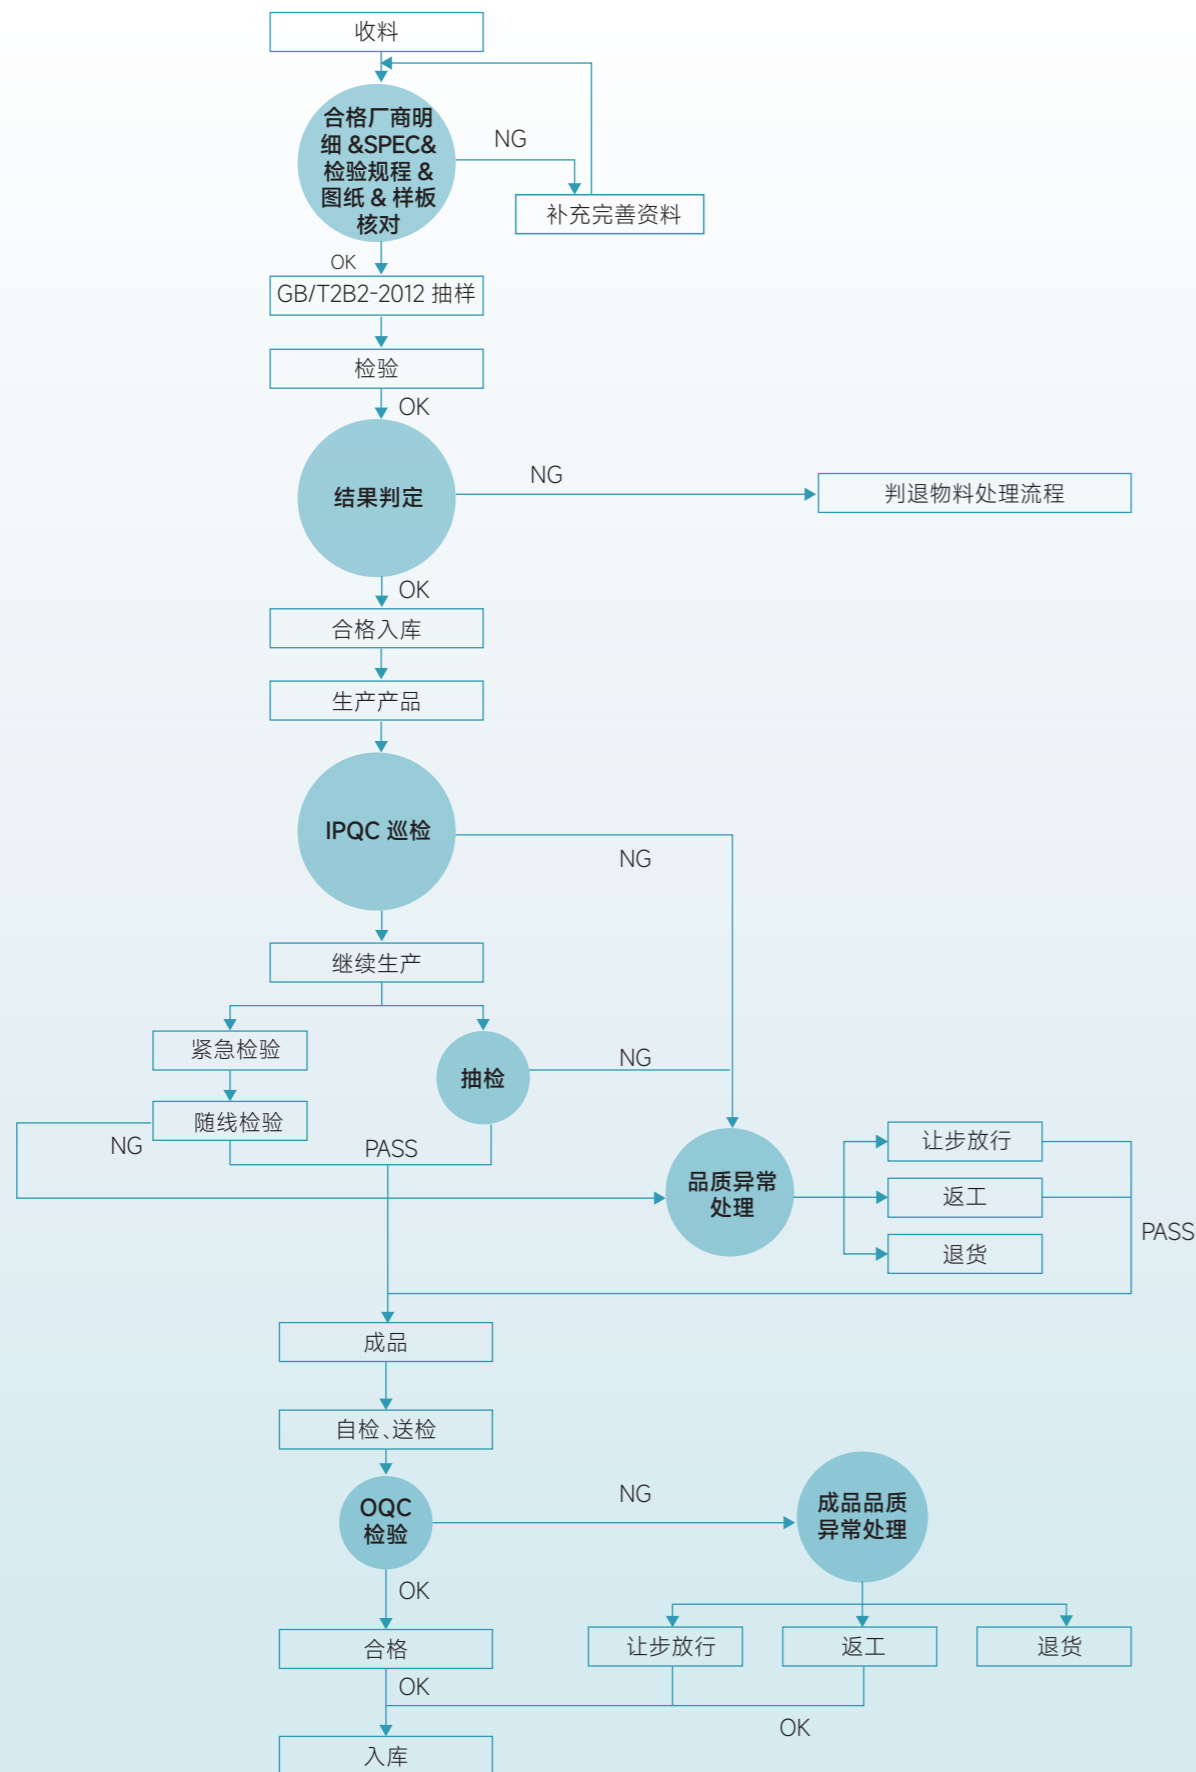 收料
合格厂商明
细 &SPEC&
检验规程 &
图纸 & 样板
核对
NG
补充完善资料
OK
GB/T2B2-2012 抽样
检验
OK
结果判定
NG
判退物料处理流程
OK
合格入库
生产产品
IPQC 巡检
NG
继续生产
紧急检验
抽检
NG
随线检验
NG
PASS
品质异常
处理
让步放行
返工
退货
PASS
成品
自检、送检
OQC
检验
NG
成品品质
异常处理
OK
合格
让步放行
返工
退货
OK
OK
入库